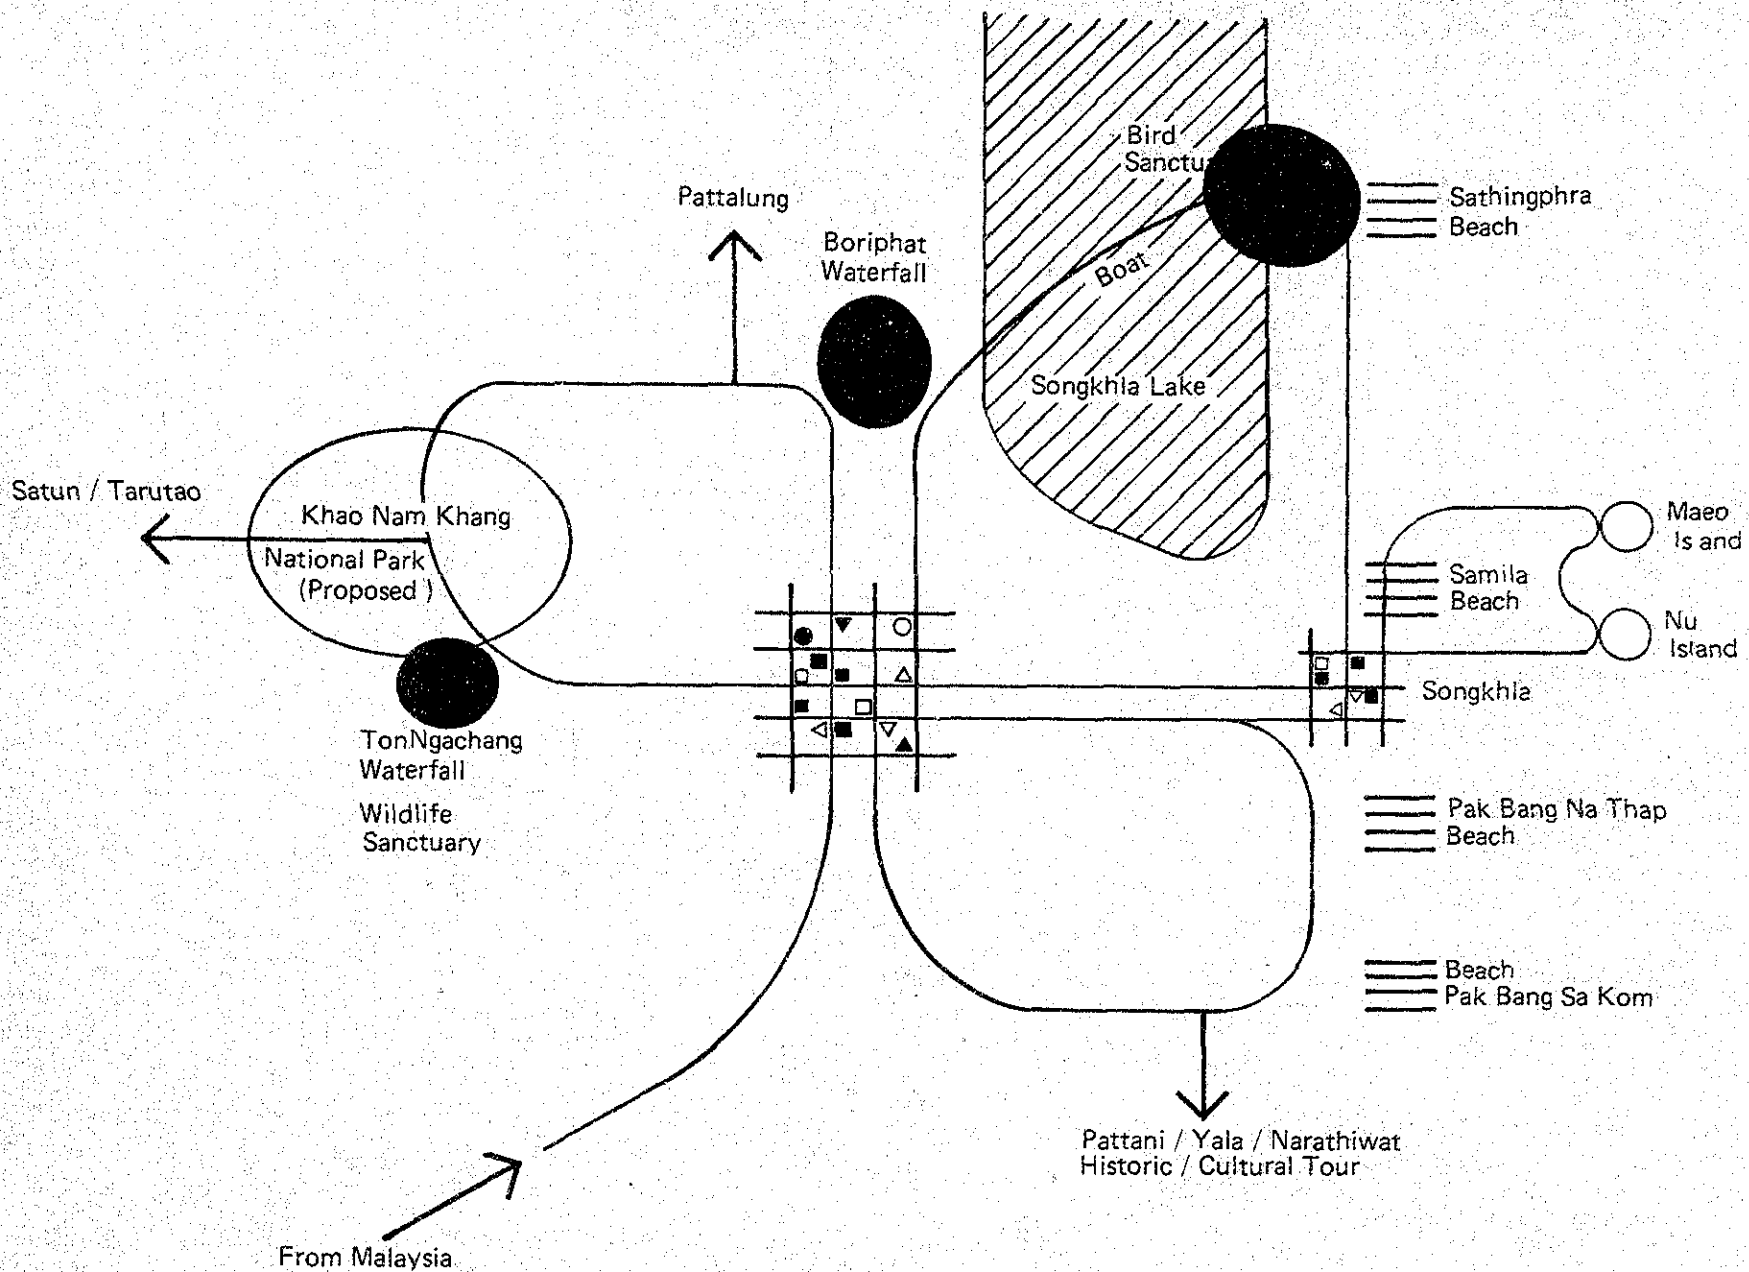 Bird
Sanctu
Pattalung
Sathingphra
Beach
Boriphat
Waterfall
Boat
Songkhla Lake
Satun / Tarutao
Khao Nam Khang
National Park
(Proposed)
Maeo
Is and
Samila
Beach
Nu
Island
Songkhla
TonNgachang
Waterfall
Wildlife
Sanctuary
Pak Bang Na Thap
Beach
Beach
Pak Bang Sa Kom
Pattani / Yala / Narathiwat
Historic / Cultural Tour
From Malaysia